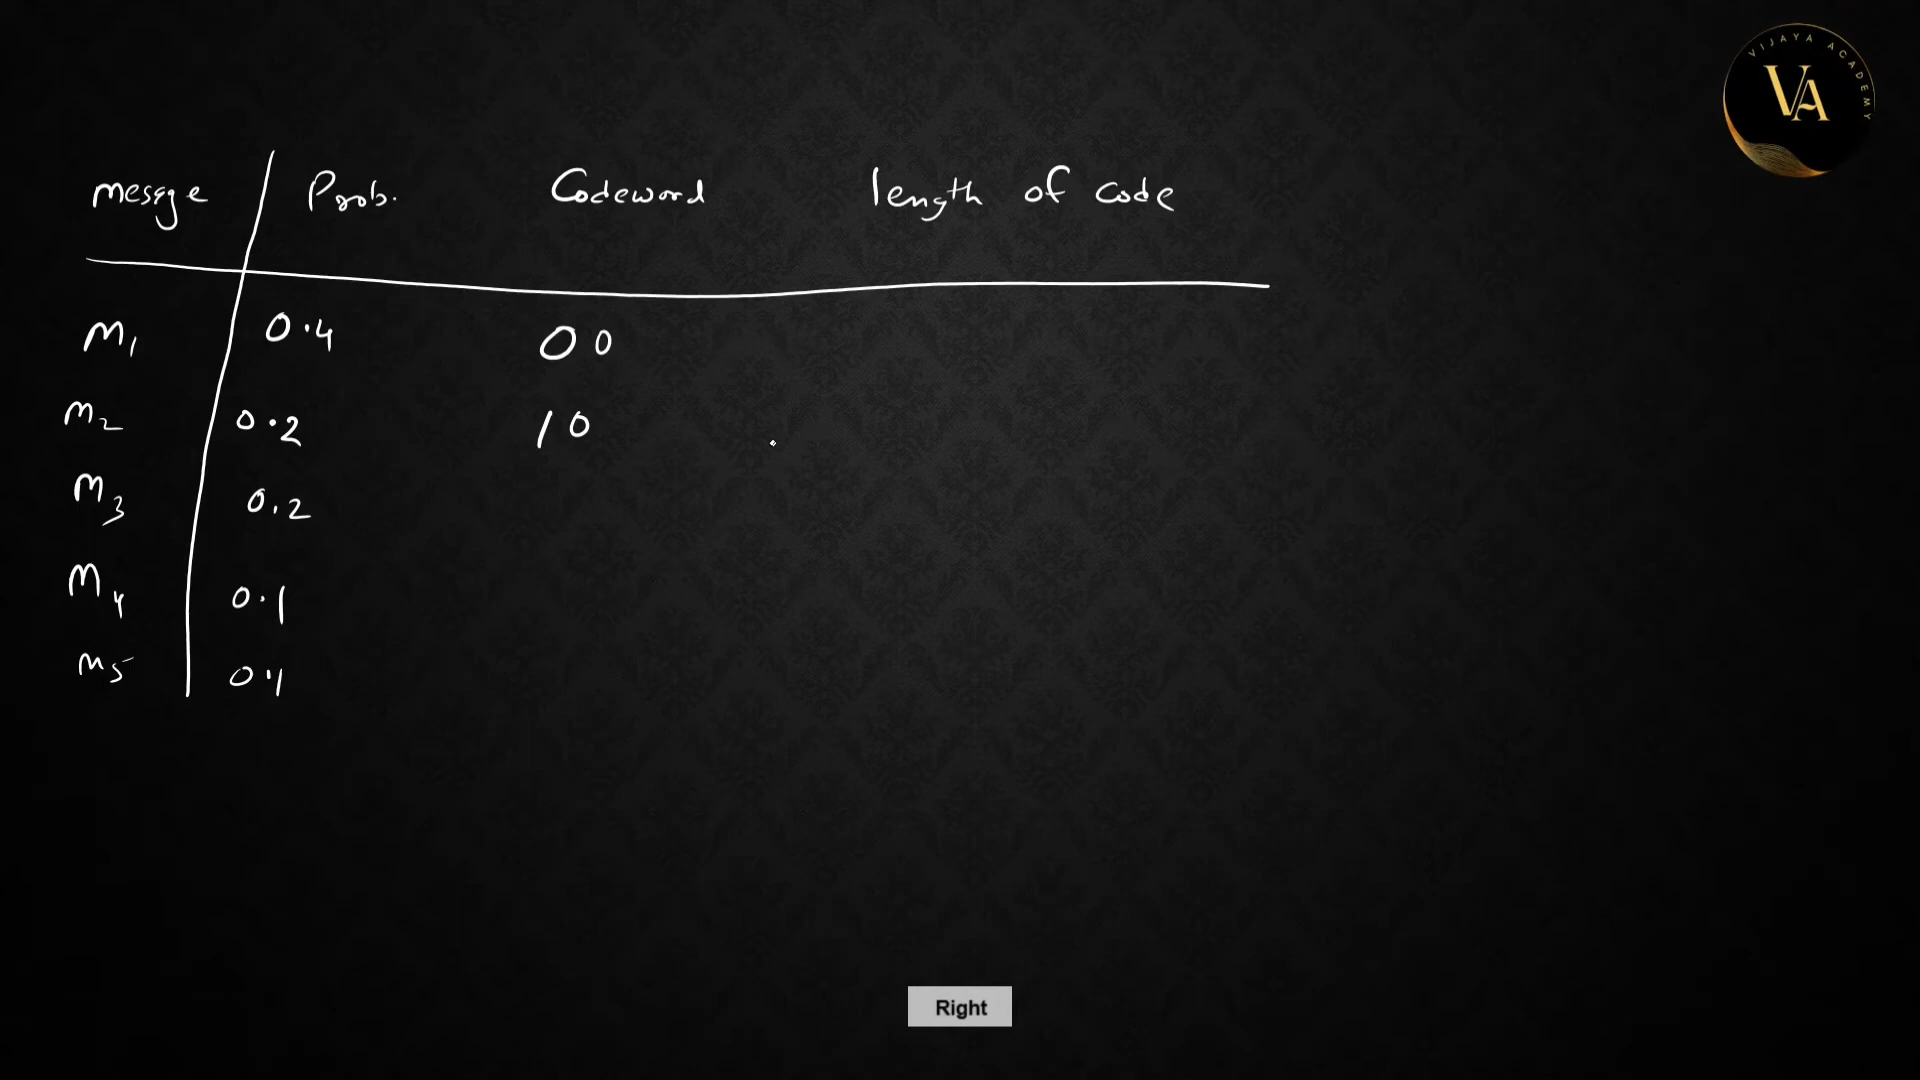 mesage Prob. Codeword length of code
m1 0.4 00
m2 0.2 10
m3 0.2
m4 0.1
m5 0.1
VIJAYA ACADEMY
VA
Right